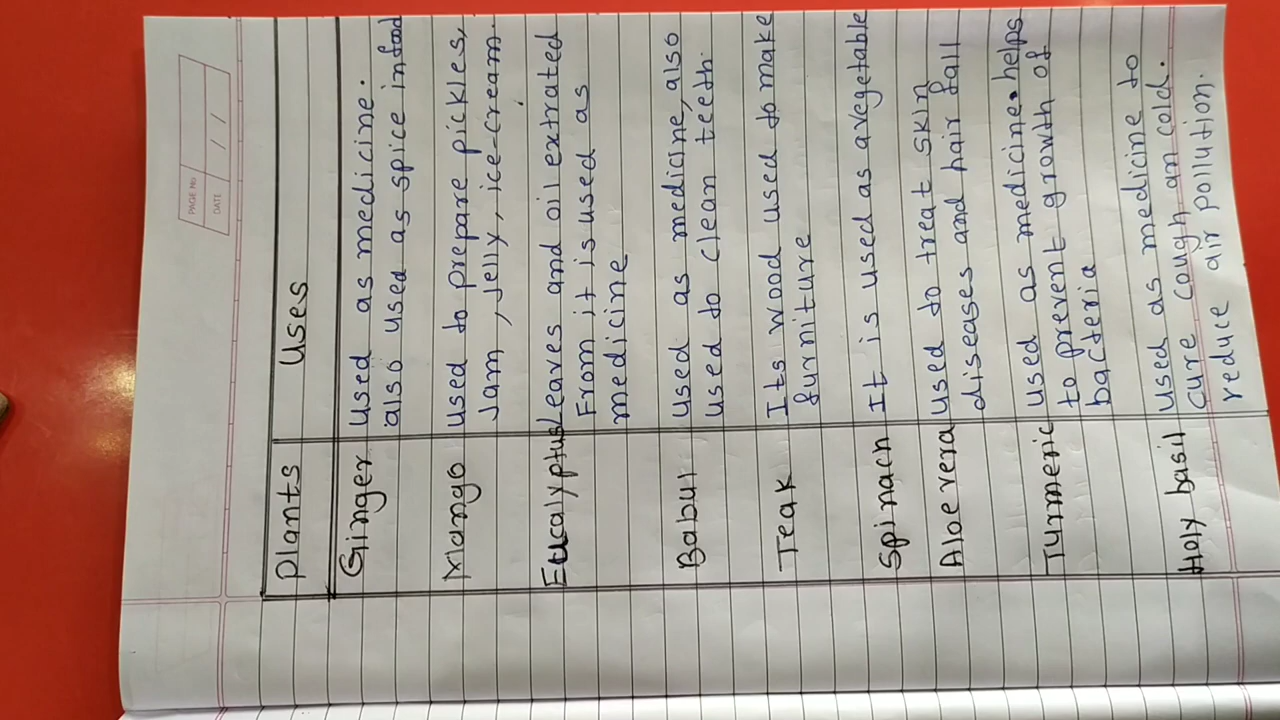 PAGE No
DATE / /
Plants Uses
Ginger used as medicine.
also used as spice in food
Mango used to prepare pickles,
Jam, jelly, ice-cream.
Eucalyptus Leaves and oil extrated
From it is used as
medicine
Babul used as medicine, also
used to clean teeth.
Teak Its wood used to make
furniture
Spinach It is used as a vegetable
Aloe vera used to treat skin
diseases and hair fall
Turmeric used as medicine. helps
to prevent growth of
bacteria
Holy basil used as medicine to
cure cough an cold.
reduce air pollution.